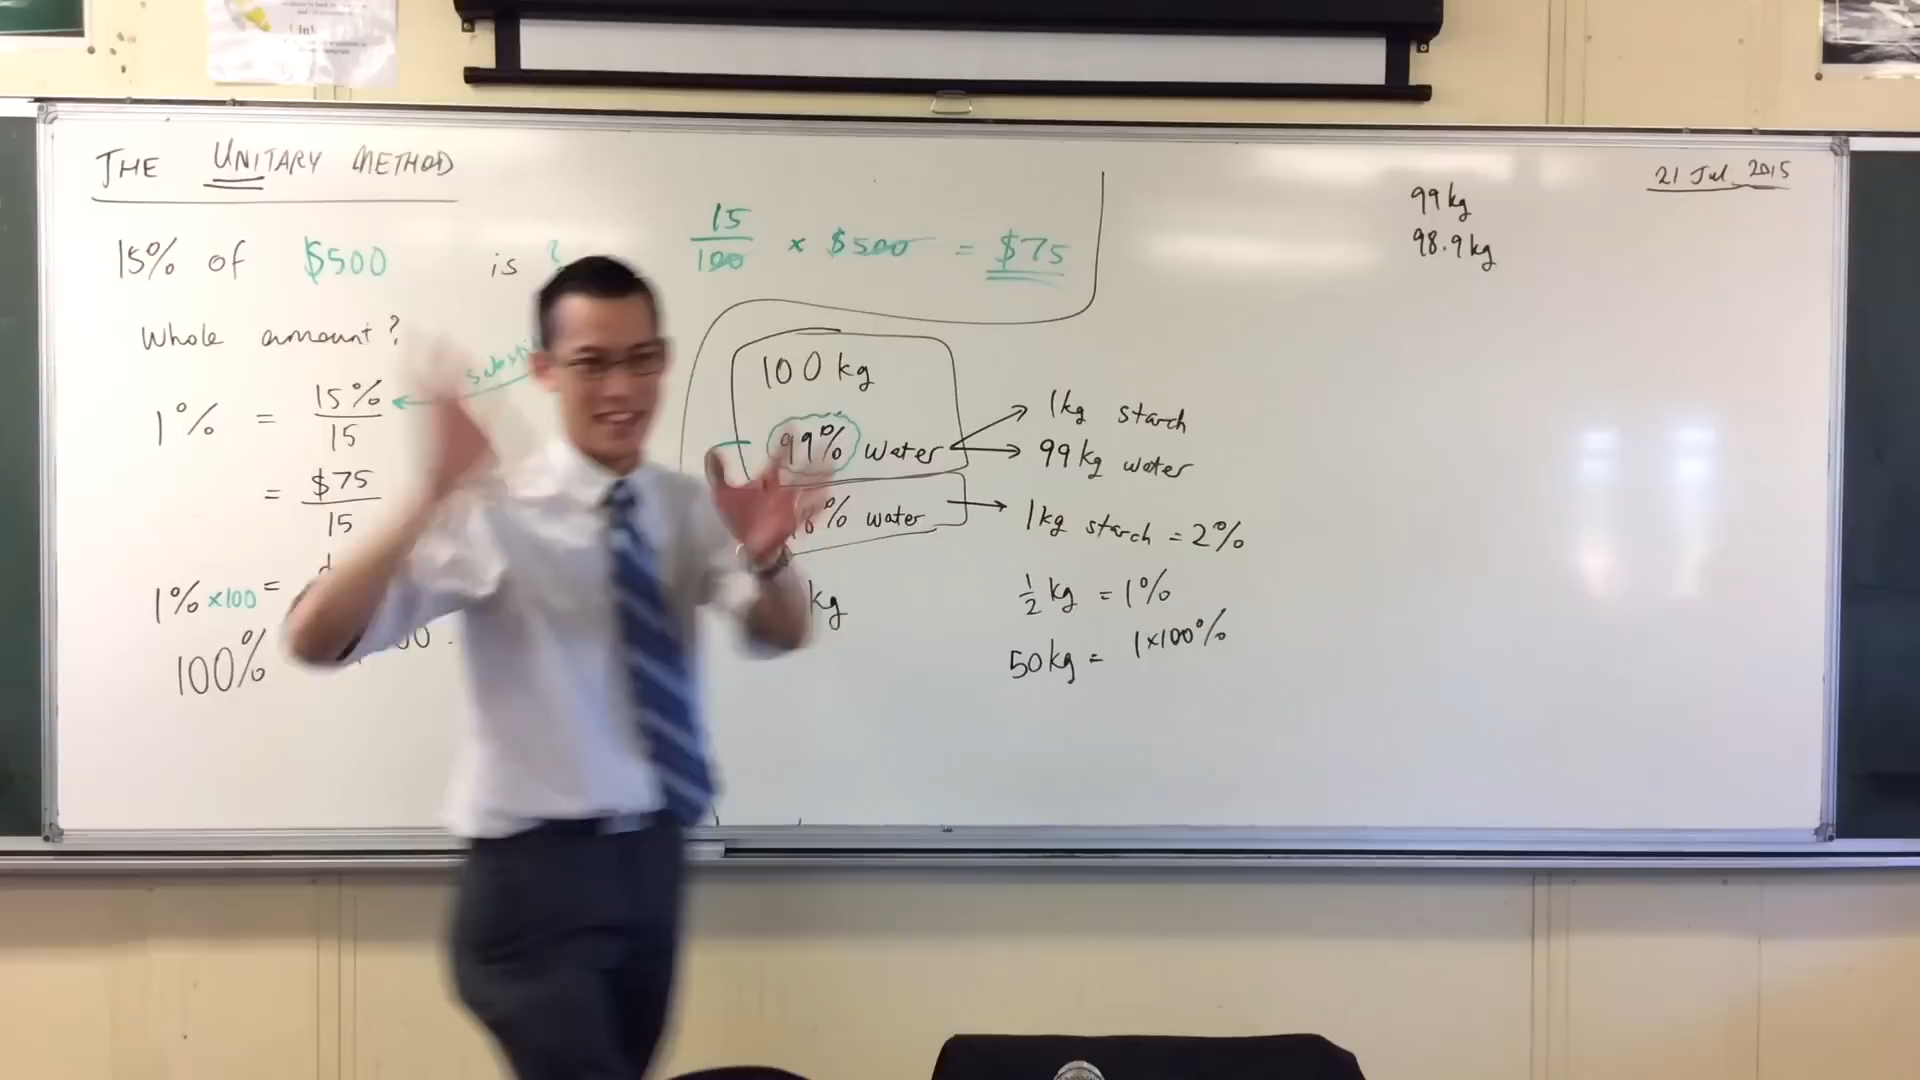 Link
THE UNITARY METHOD
15% of $500 is ?
Whole amount?
1% = 15% / 15
= $75 / 15
1% ×100 =
100%
15/100 × $500 = $75
100 kg
99% water
8% water
kg
1kg starch
99kg water
1kg starch = 2%
1/2 kg = 1%
50kg = 1×100%
99kg
98.9kg
21 Jul 2015